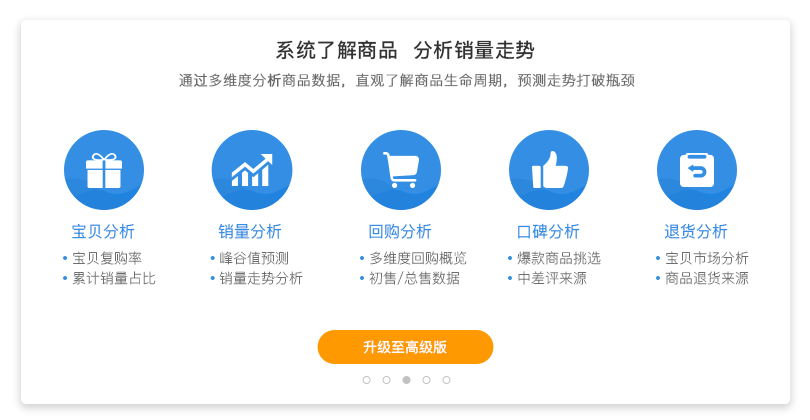 系统了解商品 分析销量走势
通过多维度分析商品数据，直观了解商品生命周期，预测走势打破瓶颈
宝贝分析
宝贝复购率
累计销量占比
销量分析
峰谷值预测
销量走势分析
回购分析
多维度回购概览
初售/总售数据
口碑分析
爆款商品挑选
中差评来源
退货分析
宝贝市场分析
商品退货来源
升级至高级版